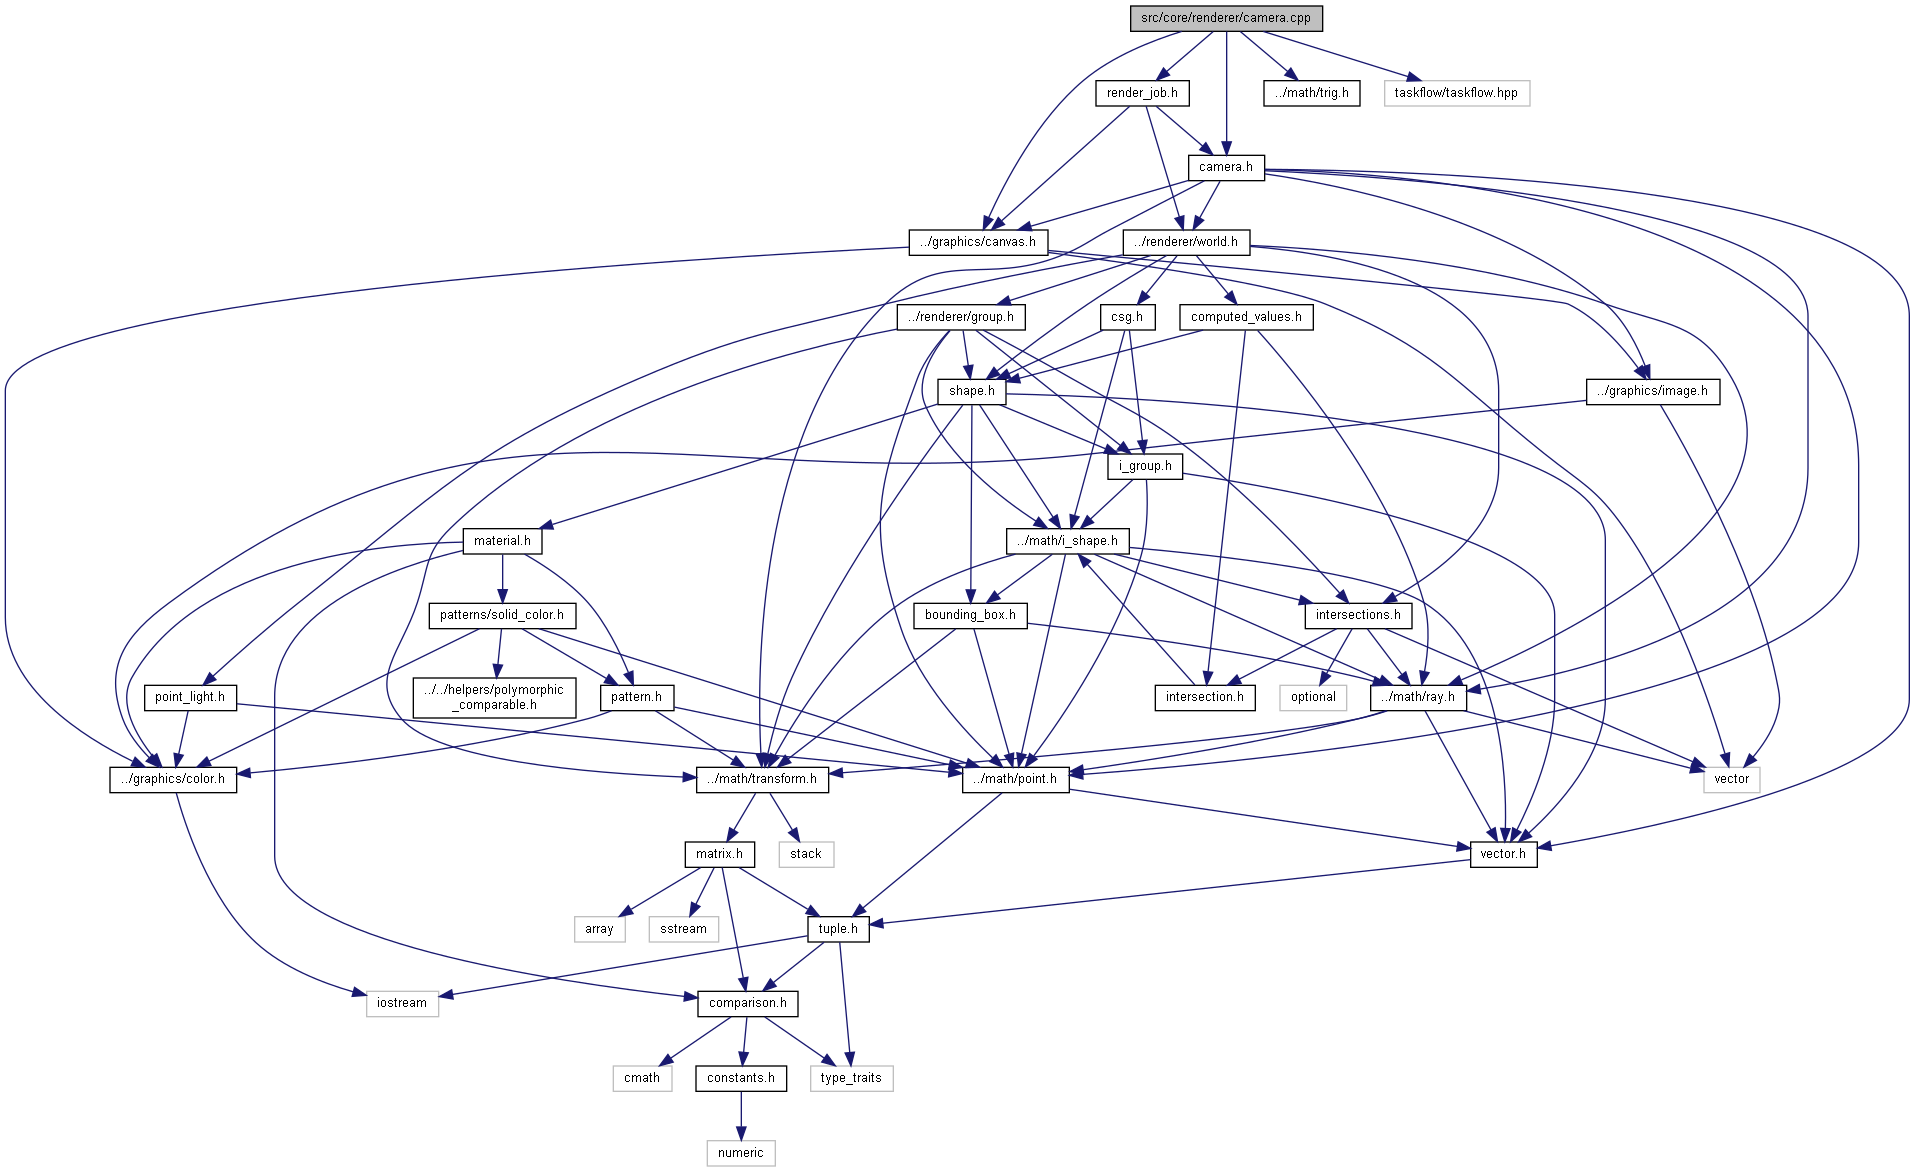 src/core/renderer/camera.cpp
render_job.h
../math/trig.h
taskflow/taskflow.hpp
camera.h
../graphics/canvas.h
../renderer/world.h
../renderer/group.h
csg.h
computed_values.h
shape.h
../graphics/image.h
i_group.h
material.h
../math/i_shape.h
patterns/solid_color.h
bounding_box.h
intersections.h
point_light.h
../../helpers/polymorphic
_comparable.h
pattern.h
intersection.h
optional
../math/ray.h
../graphics/color.h
../math/transform.h
../math/point.h
vector
matrix.h
stack
vector.h
array
sstream
tuple.h
iostream
comparison.h
cmath
constants.h
type_traits
numeric